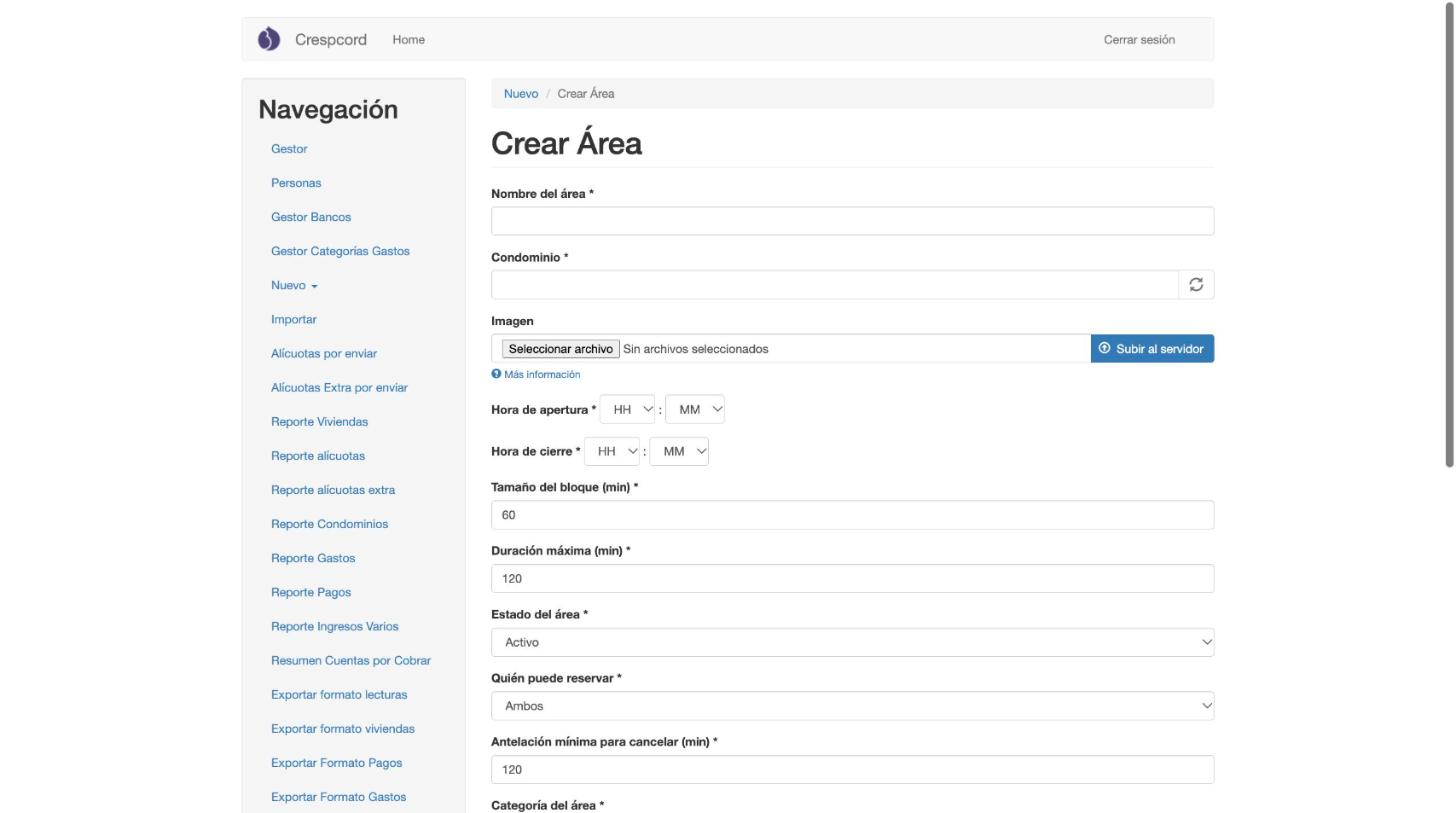 Crespcord
Home
Cerrar sesión
Navegación
Gestor
Personas
Gestor Bancos
Gestor Categorías Gastos
Nuevo
Importar
Alícuotas por enviar
Alícuotas Extra por enviar
Reporte Viviendas
Reporte alícuotas
Reporte alícuotas extra
Reporte Condominios
Reporte Gastos
Reporte Pagos
Reporte Ingresos Varios
Resumen Cuentas por Cobrar
Exportar formato lecturas
Exportar formato viviendas
Exportar Formato Pagos
Exportar Formato Gastos
Nuevo / Crear Área
Crear Área
Nombre del área *
Condominio *
Imagen
Seleccionar archivo Sin archivos seleccionados
Subir al servidor
Más información
Hora de apertura * HH : MM
Hora de cierre * HH : MM
Tamaño del bloque (min) *
60
Duración máxima (min) *
120
Estado del área *
Activo
Quién puede reservar *
Ambos
Antelación mínima para cancelar (min) *
120
Categoría del área *